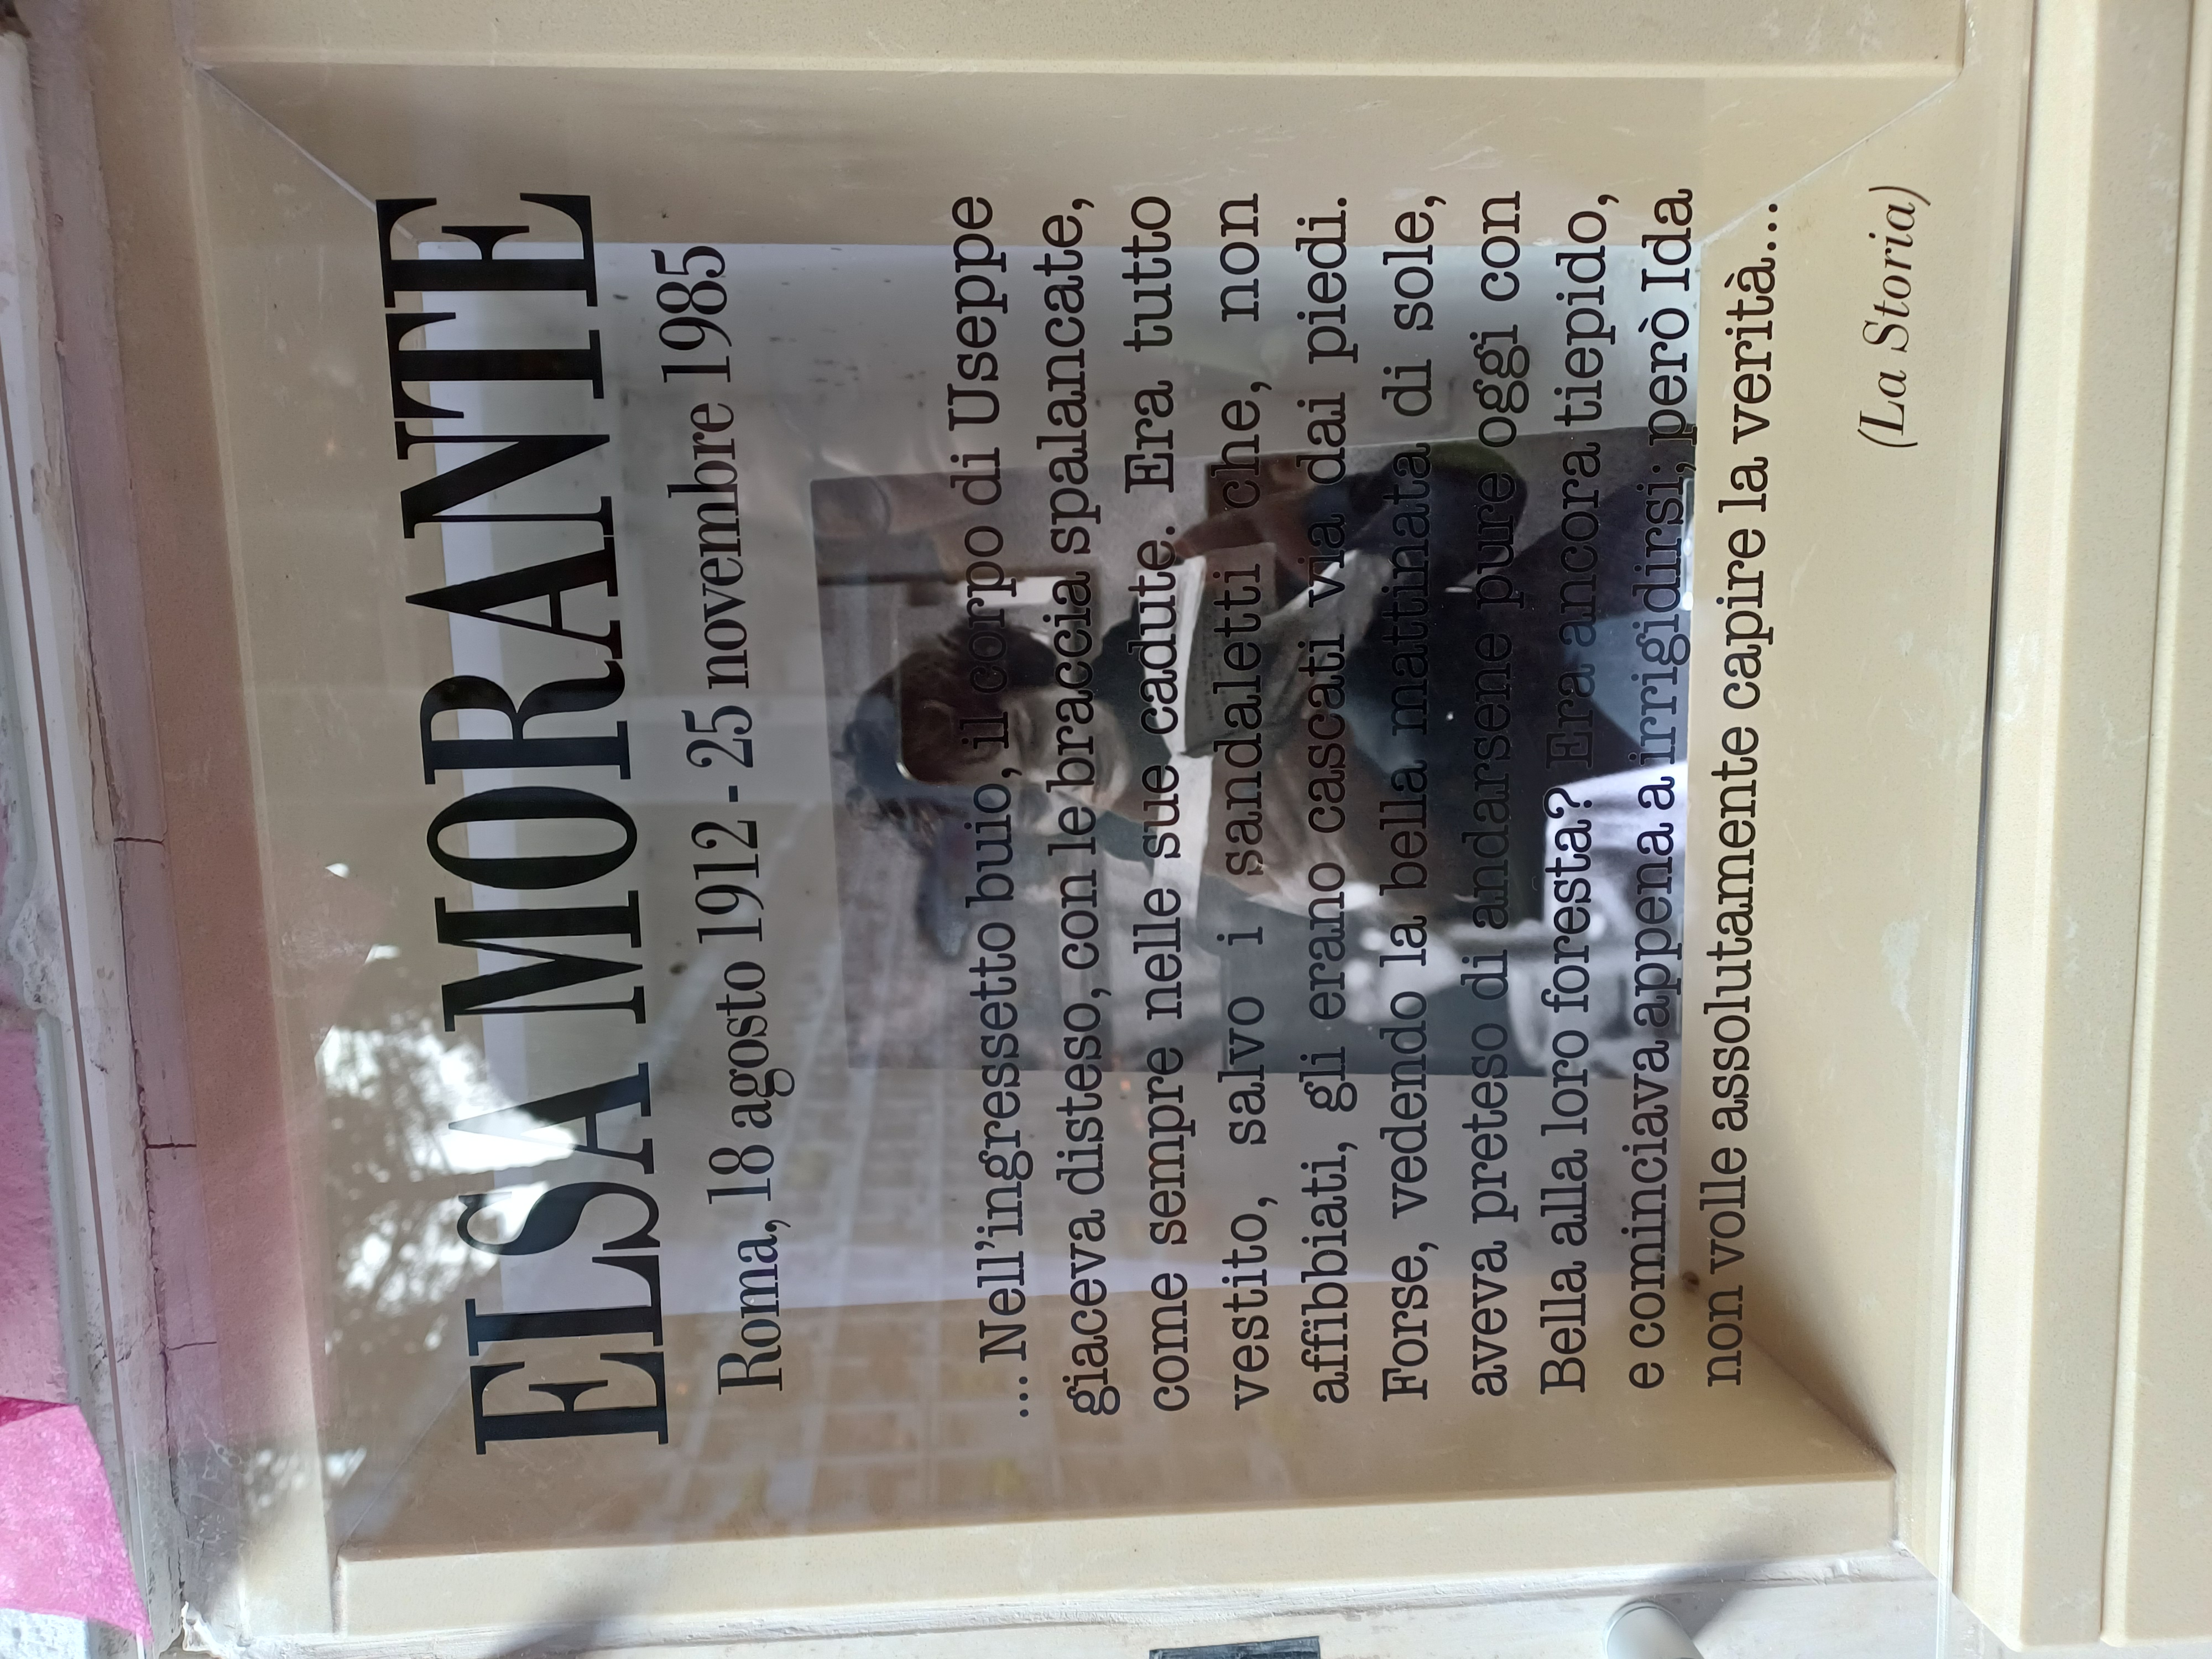 ELSA MORANTE
Roma, 18 agosto 1912 - 25 novembre 1985
... Nell'ingressetto buio, il corpo di Useppe
giaceva disteso, con le braccia spalancate,
come sempre nelle sue cadute. Era tutto
vestito, salvo i sandaletti che, non
affibbiati, gli erano cascati via dai piedi.
Forse, vedendo la bella mattinata di sole,
aveva preteso di andarsene pure oggi con
Bella alla loro foresta? Era ancora tiepido,
e cominciava appena a irrigidirsi; però Ida
non volle assolutamente capire la verità...
(La Storia)